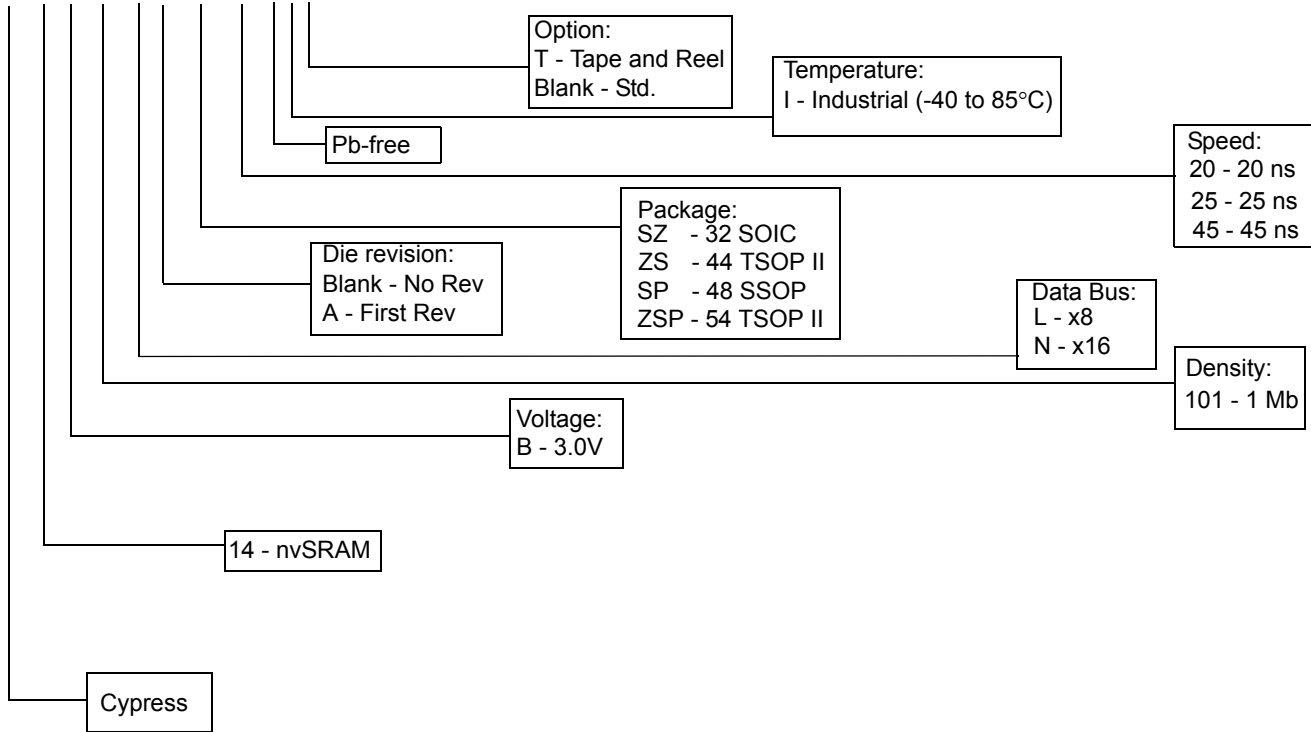 Option:
T - Tape and Reel
Blank - Std.
Temperature:
I - Industrial (-40 to 85°C)
Pb-free
Speed:
20 - 20 ns
25 - 25 ns
45 - 45 ns
Package:
SZ - 32 SOIC
ZS - 44 TSOP II
SP - 48 SSOP
ZSP - 54 TSOP II
Die revision:
Blank - No Rev
A - First Rev
Data Bus:
L - x8
N - x16
Density:
101 - 1 Mb
Voltage:
B - 3.0V
14 - nvSRAM
Cypress